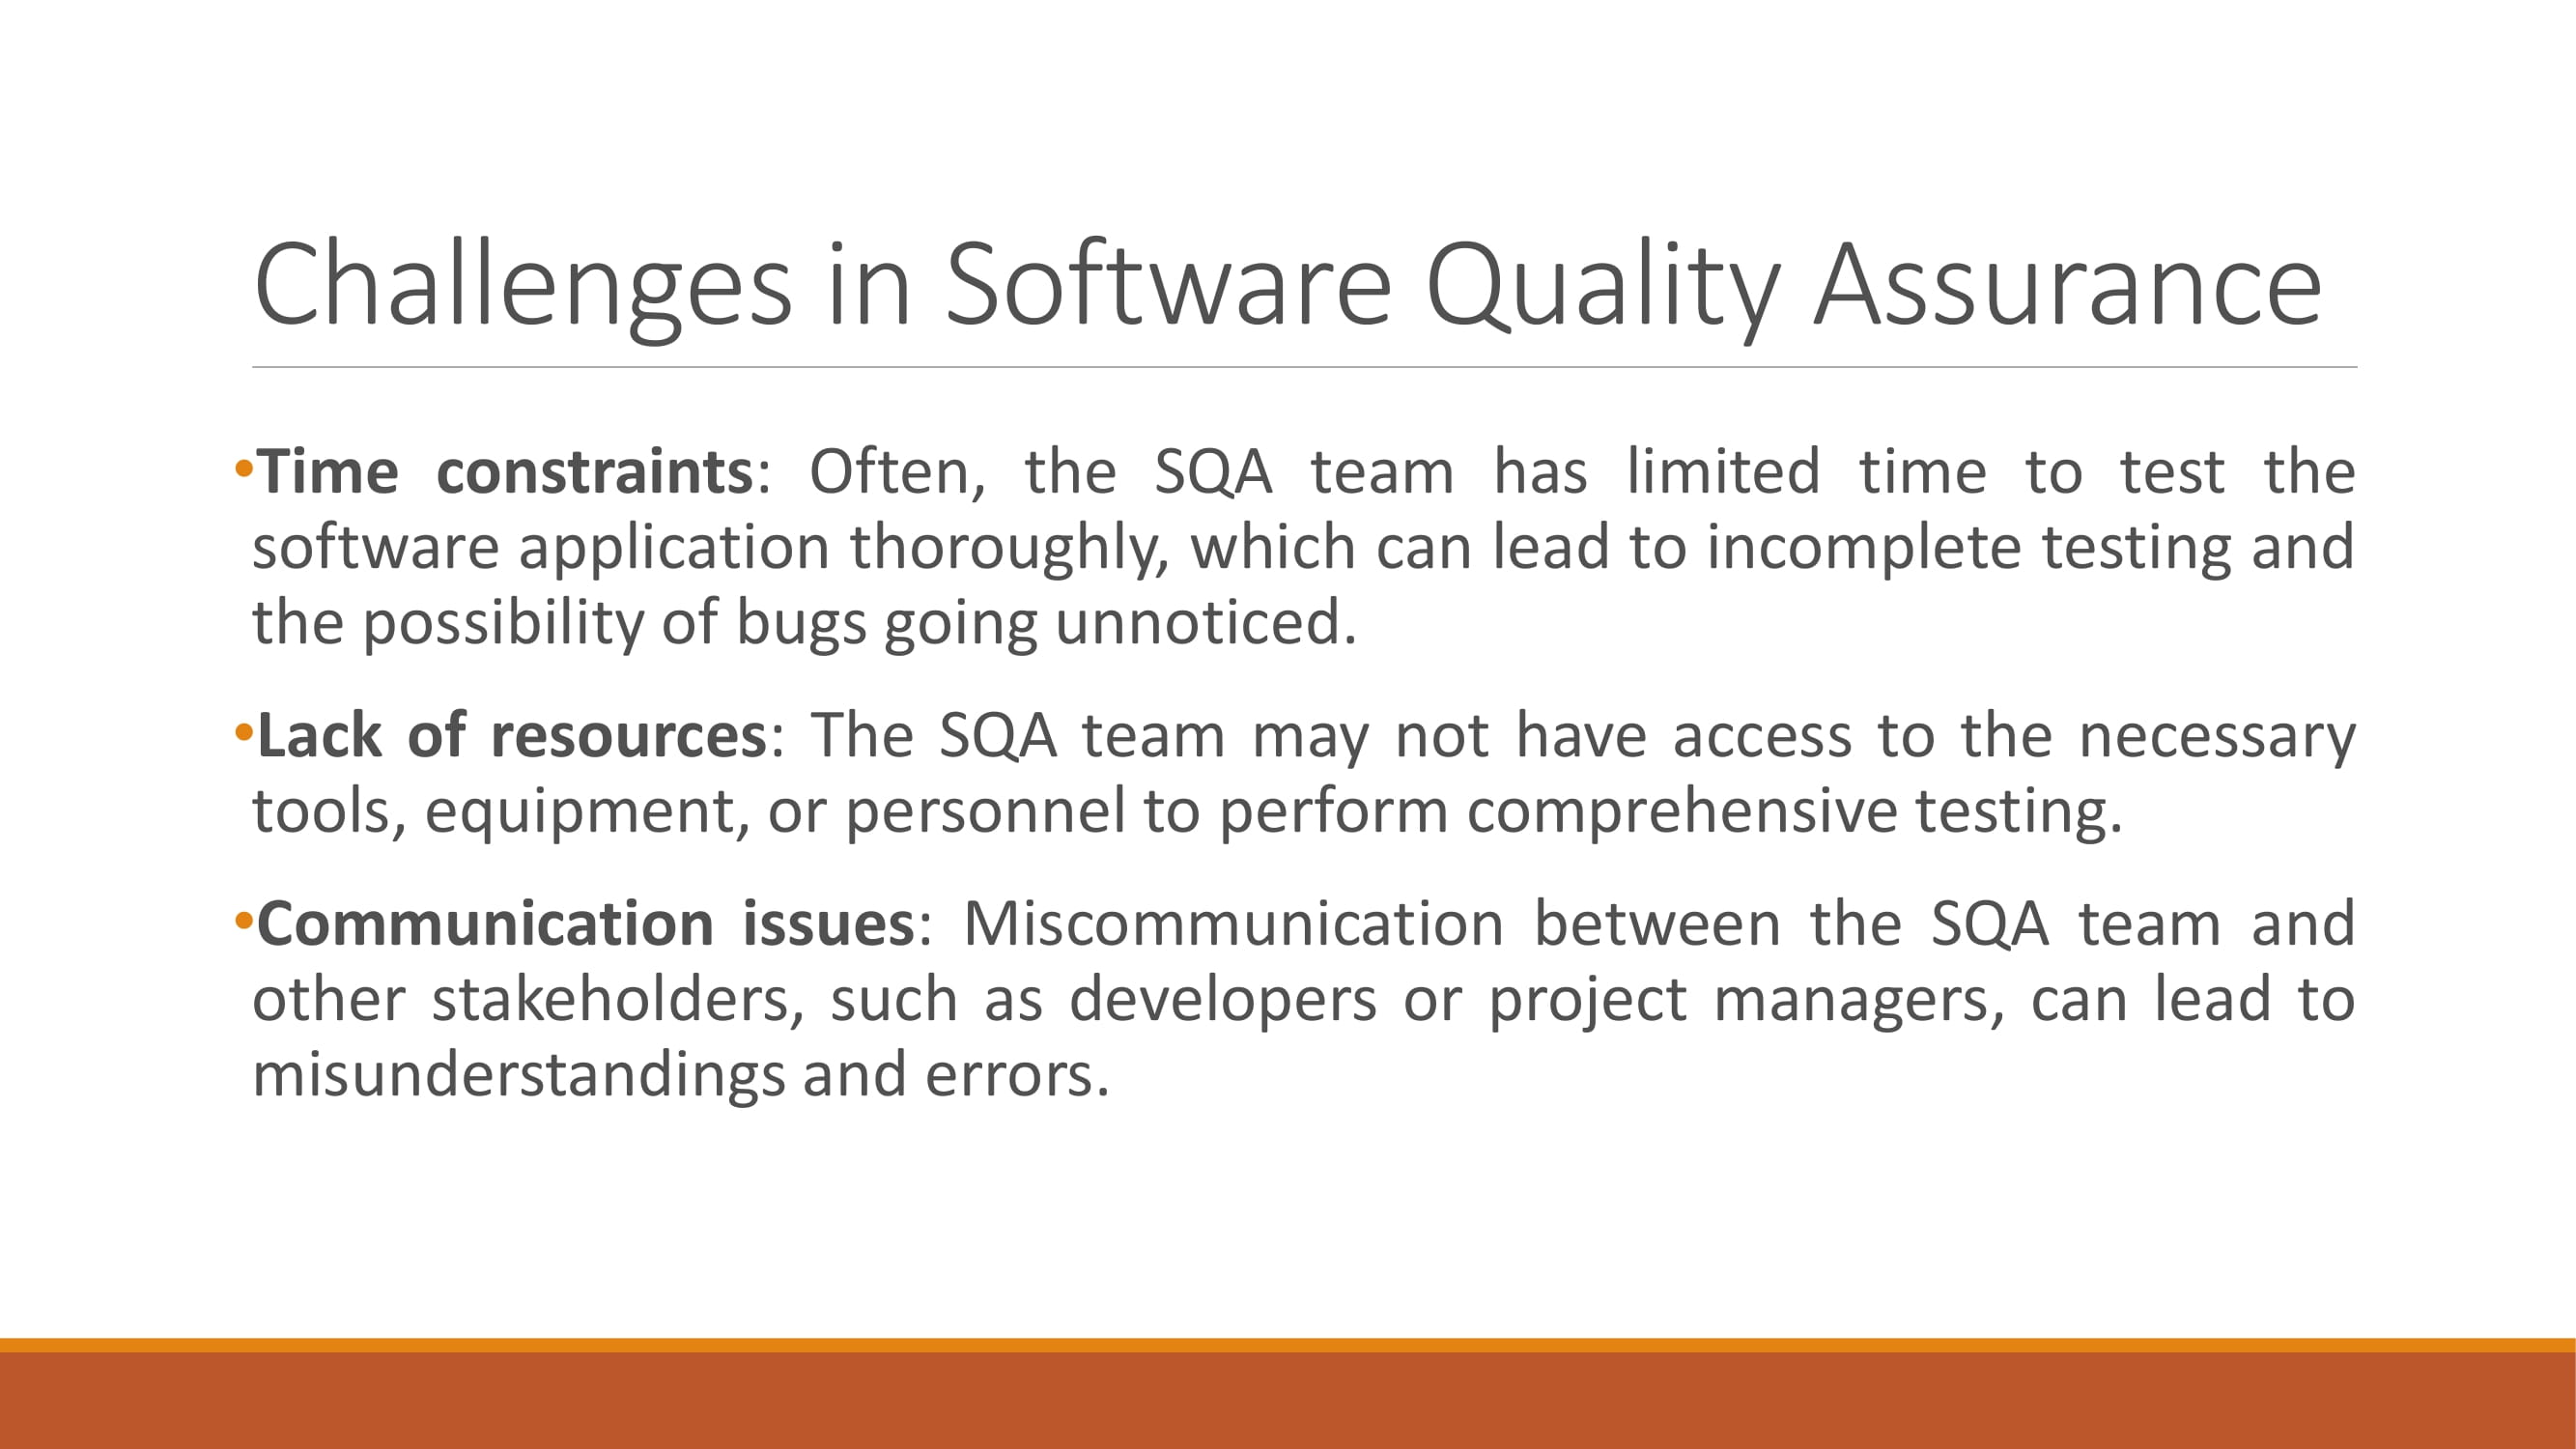 Challenges in Software Quality Assurance
•Time constraints: Often, the SQA team has limited time to test the
software application thoroughly, which can lead to incomplete testing and
the possibility of bugs going unnoticed.
•Lack of resources: The SQA team may not have access to the necessary
tools, equipment, or personnel to perform comprehensive testing.
•Communication issues: Miscommunication between the SQA team and
other stakeholders, such as developers or project managers, can lead to
misunderstandings and errors.